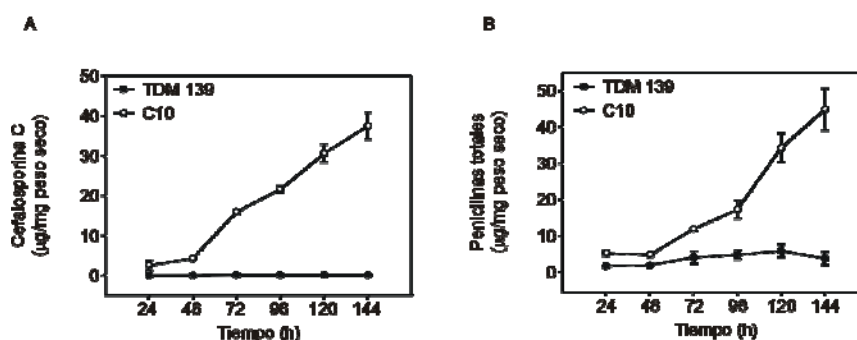 A
Cefalosporina C
(µg/mg peso seco)
50
40
30
20
10
0
TDM 139
C10
24 48 72 96 120 144
Tiempo (h)
B
Penicilinas totales
(µg/mg peso seco)
50
40
30
20
10
0
TDM 139
C10
24 48 72 96 120 144
Tiempo (h)